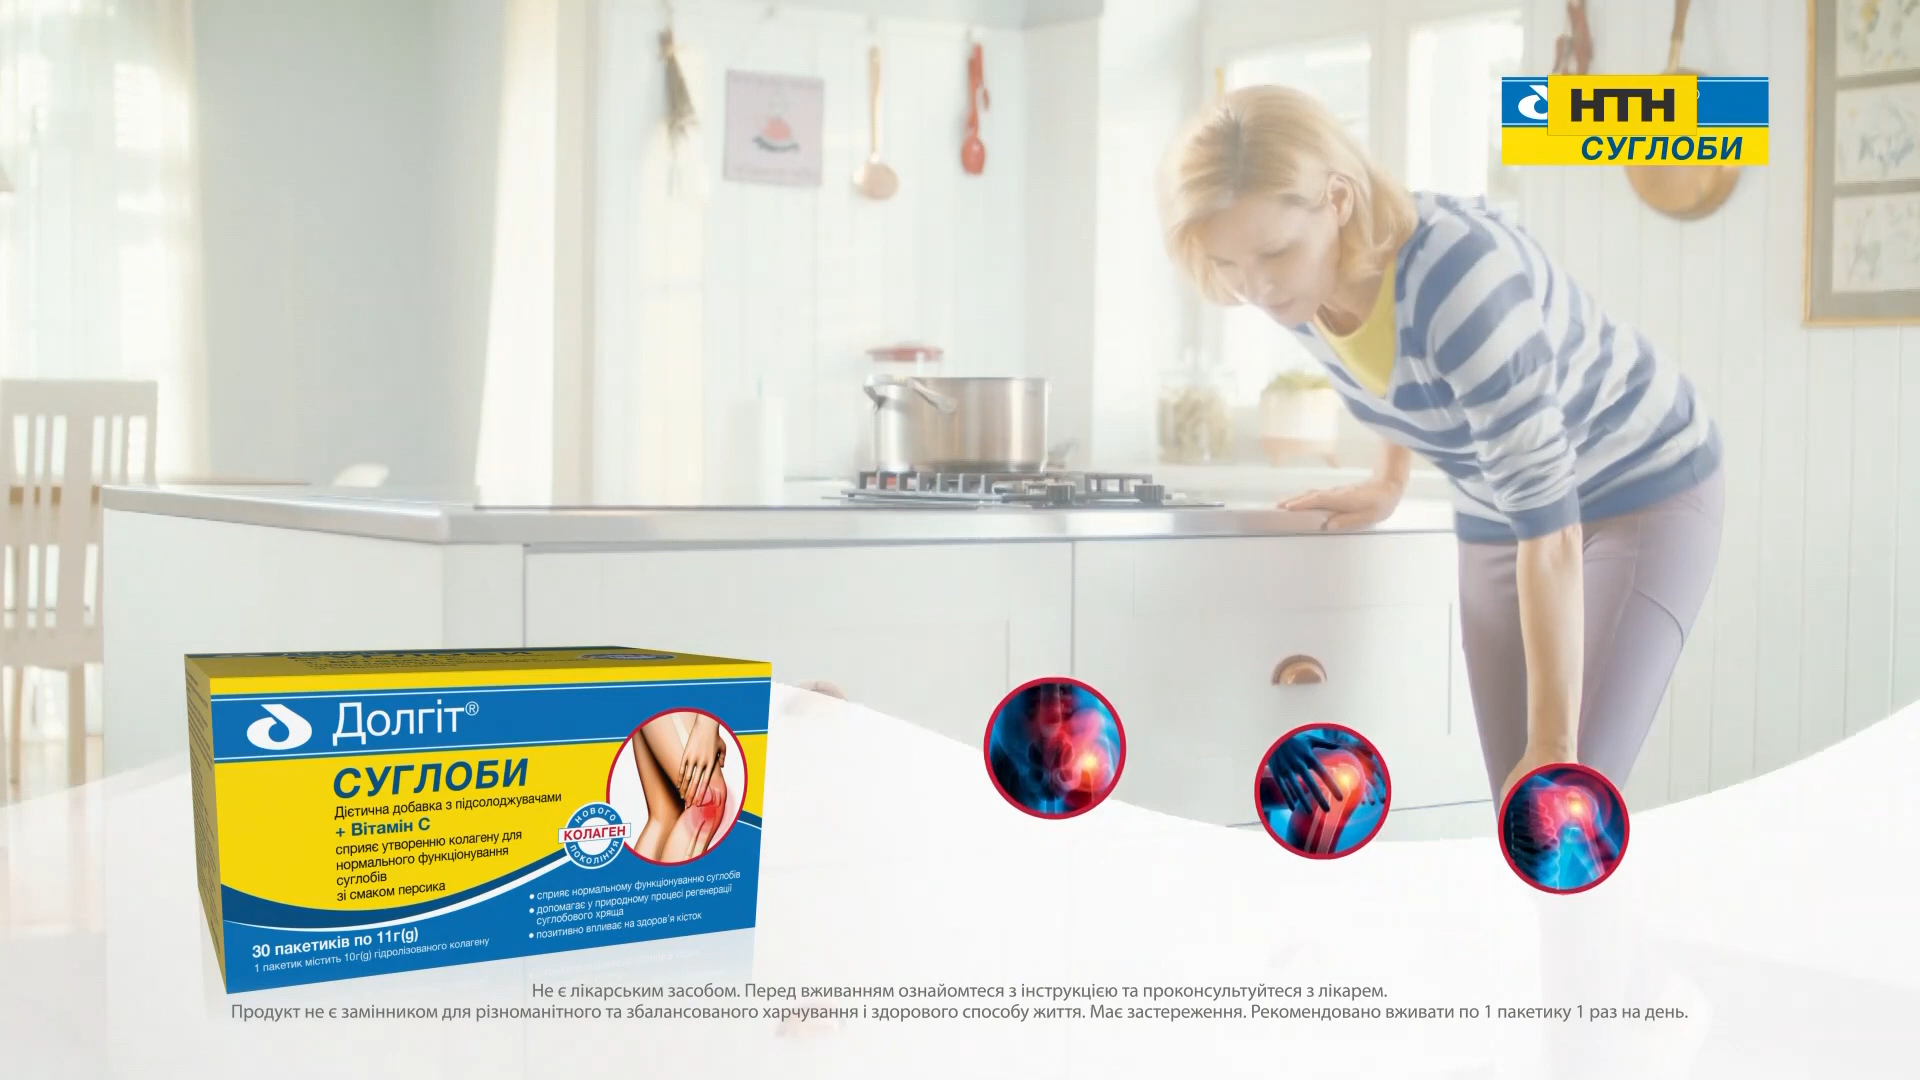 НТН
СУГЛОБИ
Долгіт®
СУГЛОБИ
Дієтична добавка з підсолоджувачами
+ Вітамін С
сприяє утворенню колагену для
нормального функціонування
суглобів
зі смаком персика
НОВОГО
КОЛАГЕН
ПОКОЛІННЯ
• сприяє нормальному функціонуванню суглобів
• допомагає у природному процесі регенерації
суглобового хряща
• позитивно впливає на здоров'я кісток
30 пакетиків по 11г(g)
1 пакетик містить 10г(g) гідролізованого колагену
Не є лікарським засобом. Перед вживанням ознайомтеся з інструкцією та проконсультуйтеся з лікарем.
Продукт не є замінником для різноманітного та збалансованого харчування і здорового способу життя. Має застереження. Рекомендовано вживати по 1 пакетику 1 раз на день.